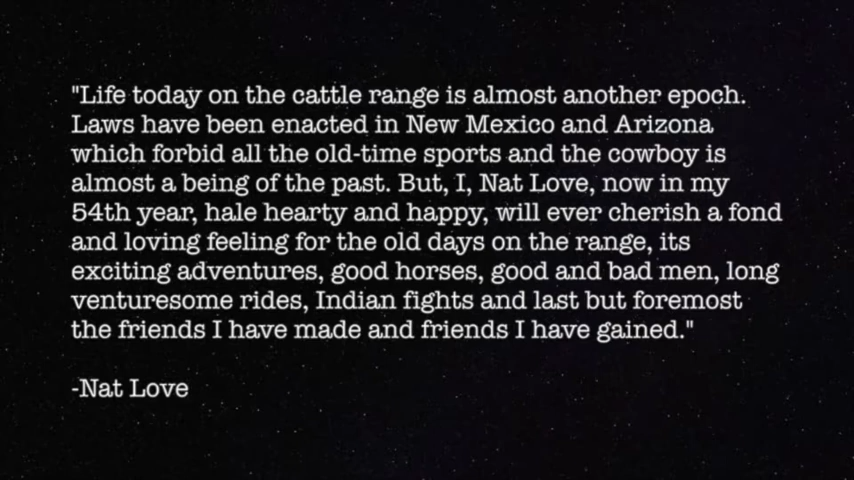 "Life today on the cattle range is almost another epoch.
Laws have been enacted in New Mexico and Arizona
which forbid all the old-time sports and the cowboy is
almost a being of the past. But, I, Nat Love, now in my
54th year, hale hearty and happy, will ever cherish a fond
and loving feeling for the old days on the range, its
exciting adventures, good horses, good and bad men, long
venturesome rides, Indian fights and last but foremost
the friends I have made and friends I have gained."
-Nat Love